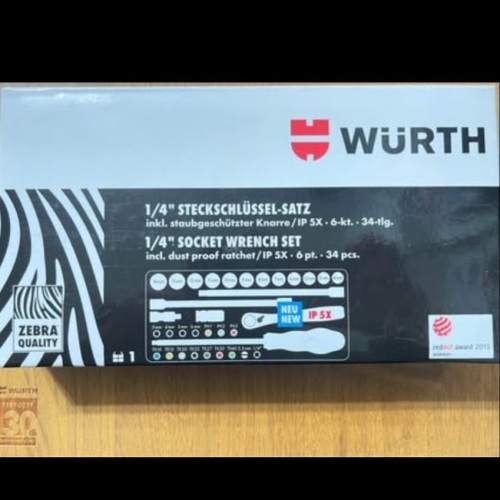 WÜRTH
1/4" STECKSCHLÜSSEL-SATZ
inkl. staubgeschützter Knarre/IP 5X · 6-kt. · 34-tlg.
1/4" SOCKET WRENCH SET
incl. dust proof ratchet/IP 5X · 6 pt. · 34 pcs.
NEU
NEW
IP 5X
ZEBRA
QUALITY
1
reddot award 2015
WÜRTH